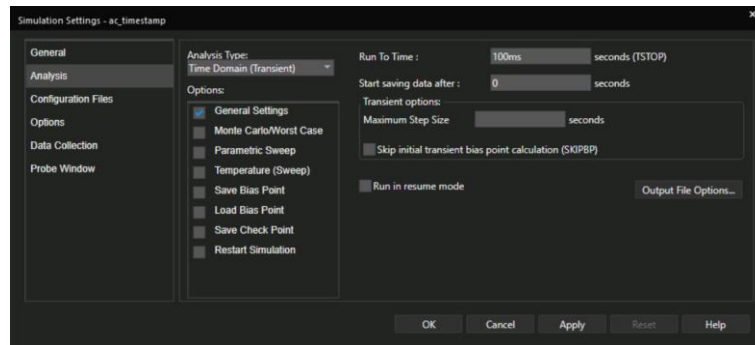 Simulation Settings - ac_timestamp
General
Analysis
Configuration Files
Options
Data Collection
Probe Window
Analysis Type:
Time Domain (Transient)
Options:
General Settings
Monte Carlo/Worst Case
Parametric Sweep
Temperature (Sweep)
Save Bias Point
Load Bias Point
Save Check Point
Restart Simulation
Run To Time : 100ms seconds (TSTOP)
Start saving data after : 0 seconds
Transient options:
Maximum Step Size seconds
Skip initial transient bias point calculation (SKIPBP)
Run in resume mode
Output File Options...
OK Cancel Apply Reset Help